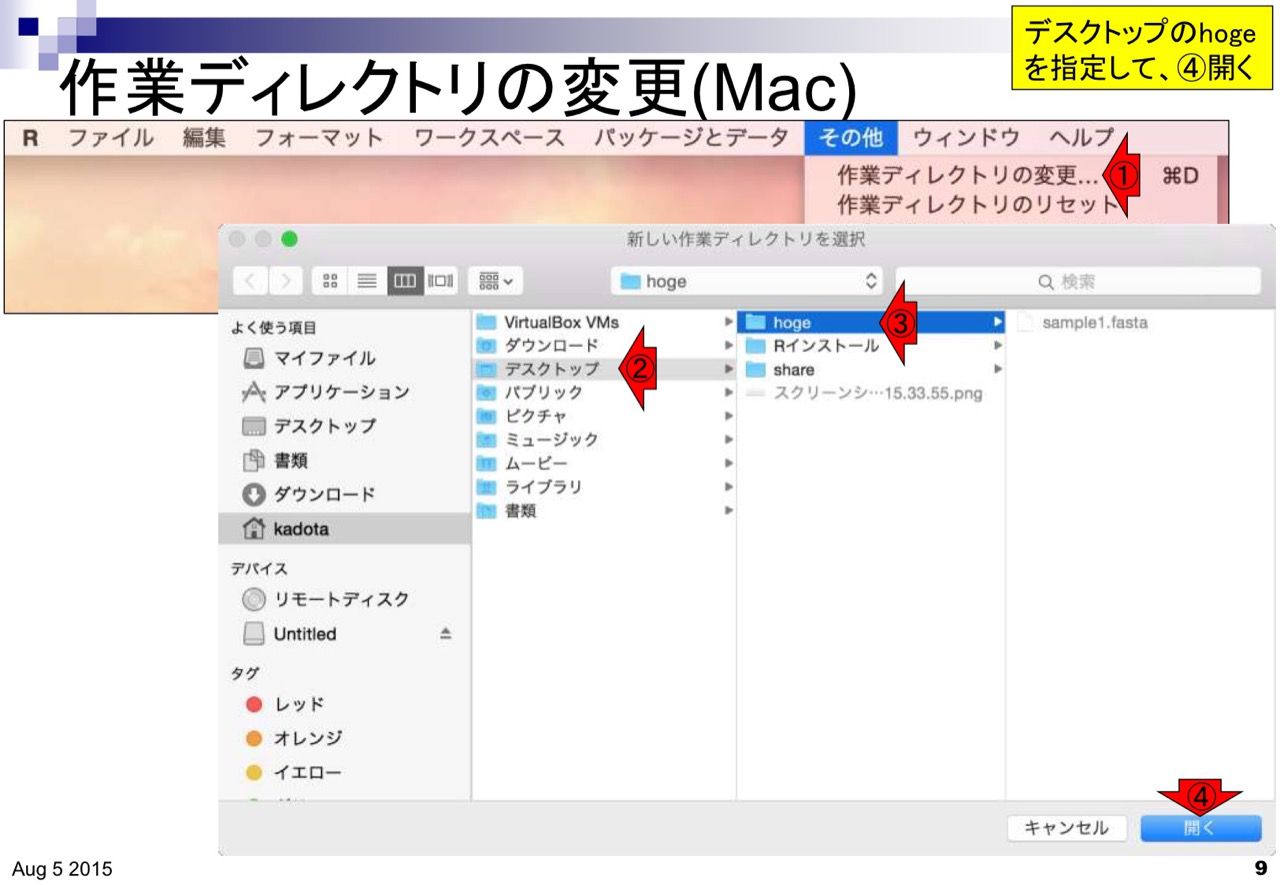 デスクトップのhoge
を指定して、④開く
作業ディレクトリの変更(Mac)
R ファイル 編集 フォーマット ワークスペース パッケージとデータ その他 ウィンドウ ヘルプ
作業ディレクトリの変更... ① ⌘D
作業ディレクトリのリセット
新しい作業ディレクトリを選択
hoge
検索
よく使う項目
マイファイル
アプリケーション
デスクトップ
書類
ダウンロード
kadota
デバイス
リモートディスク
Untitled
タグ
レッド
オレンジ
イエロー
VirtualBox VMs
ダウンロード
デスクトップ ②
パブリック
ピクチャ
ミュージック
ムービー
ライブラリ
書類
hoge ③
Rインストール
share
スクリーンシ…15.33.55.png
sample1.fasta
④
キャンセル 開く
Aug 5 2015
9